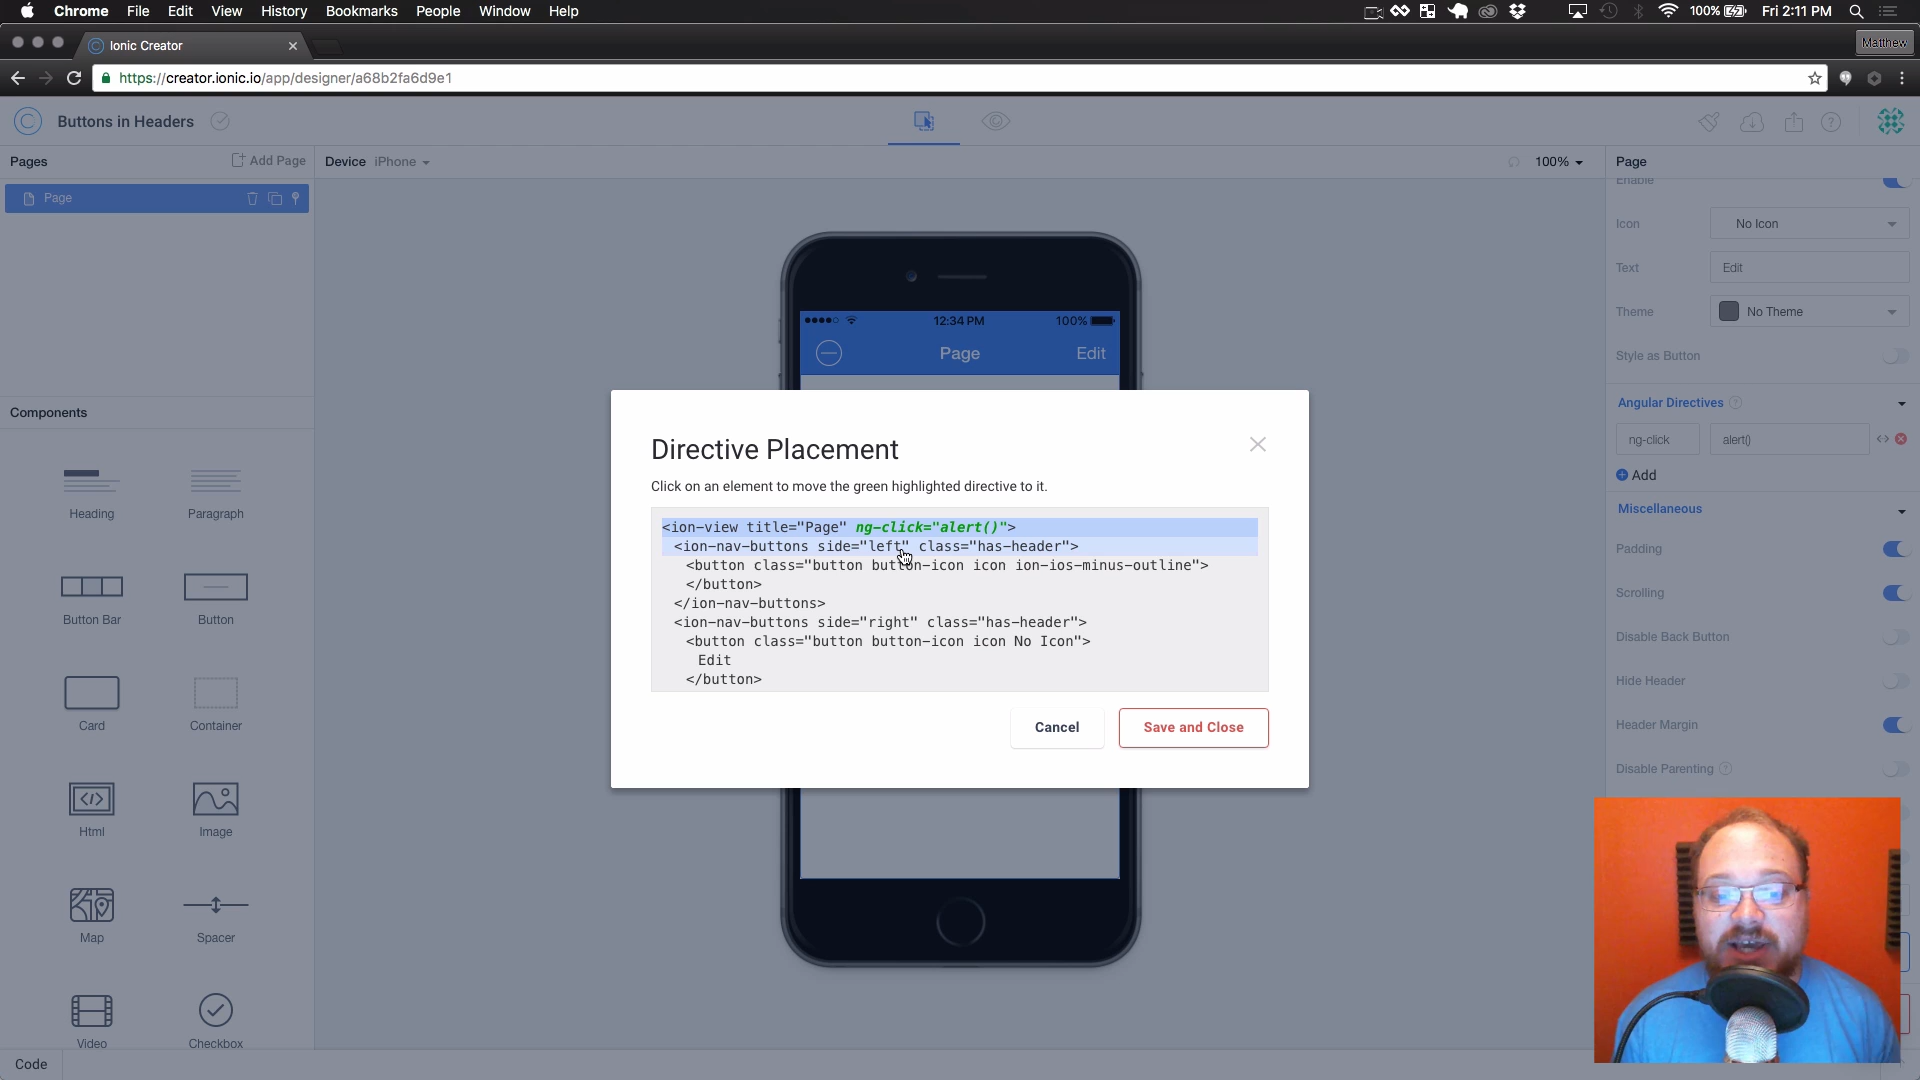 Chrome File Edit View History Bookmarks People Window Help 100% Fri 2:11 PM
Ionic Creator
Matthew
https://creator.ionic.io/app/designer/a68b2fa6d9e1
Buttons in Headers
Pages Add Page Device iPhone 100% Page
Page
Enable
Icon No Icon
Text Edit
Theme No Theme
Style as Button
Angular Directives
ng-click alert()
Add
Miscellaneous
Padding
Scrolling
Disable Back Button
Hide Header
Header Margin
Disable Parenting
Components
Heading Paragraph
Button Bar Button
Card Container
Html Image
Map Spacer
Video Checkbox
Code
12:34 PM 100%
Page Edit
Directive Placement
Click on an element to move the green highlighted directive to it.
<ion-view title="Page" ng-click="alert()">
<ion-nav-buttons side="left" class="has-header">
<button class="button button-icon icon ion-ios-minus-outline">
</button>
</ion-nav-buttons>
<ion-nav-buttons side="right" class="has-header">
<button class="button button-icon icon No Icon">
Edit
</button>
Cancel Save and Close